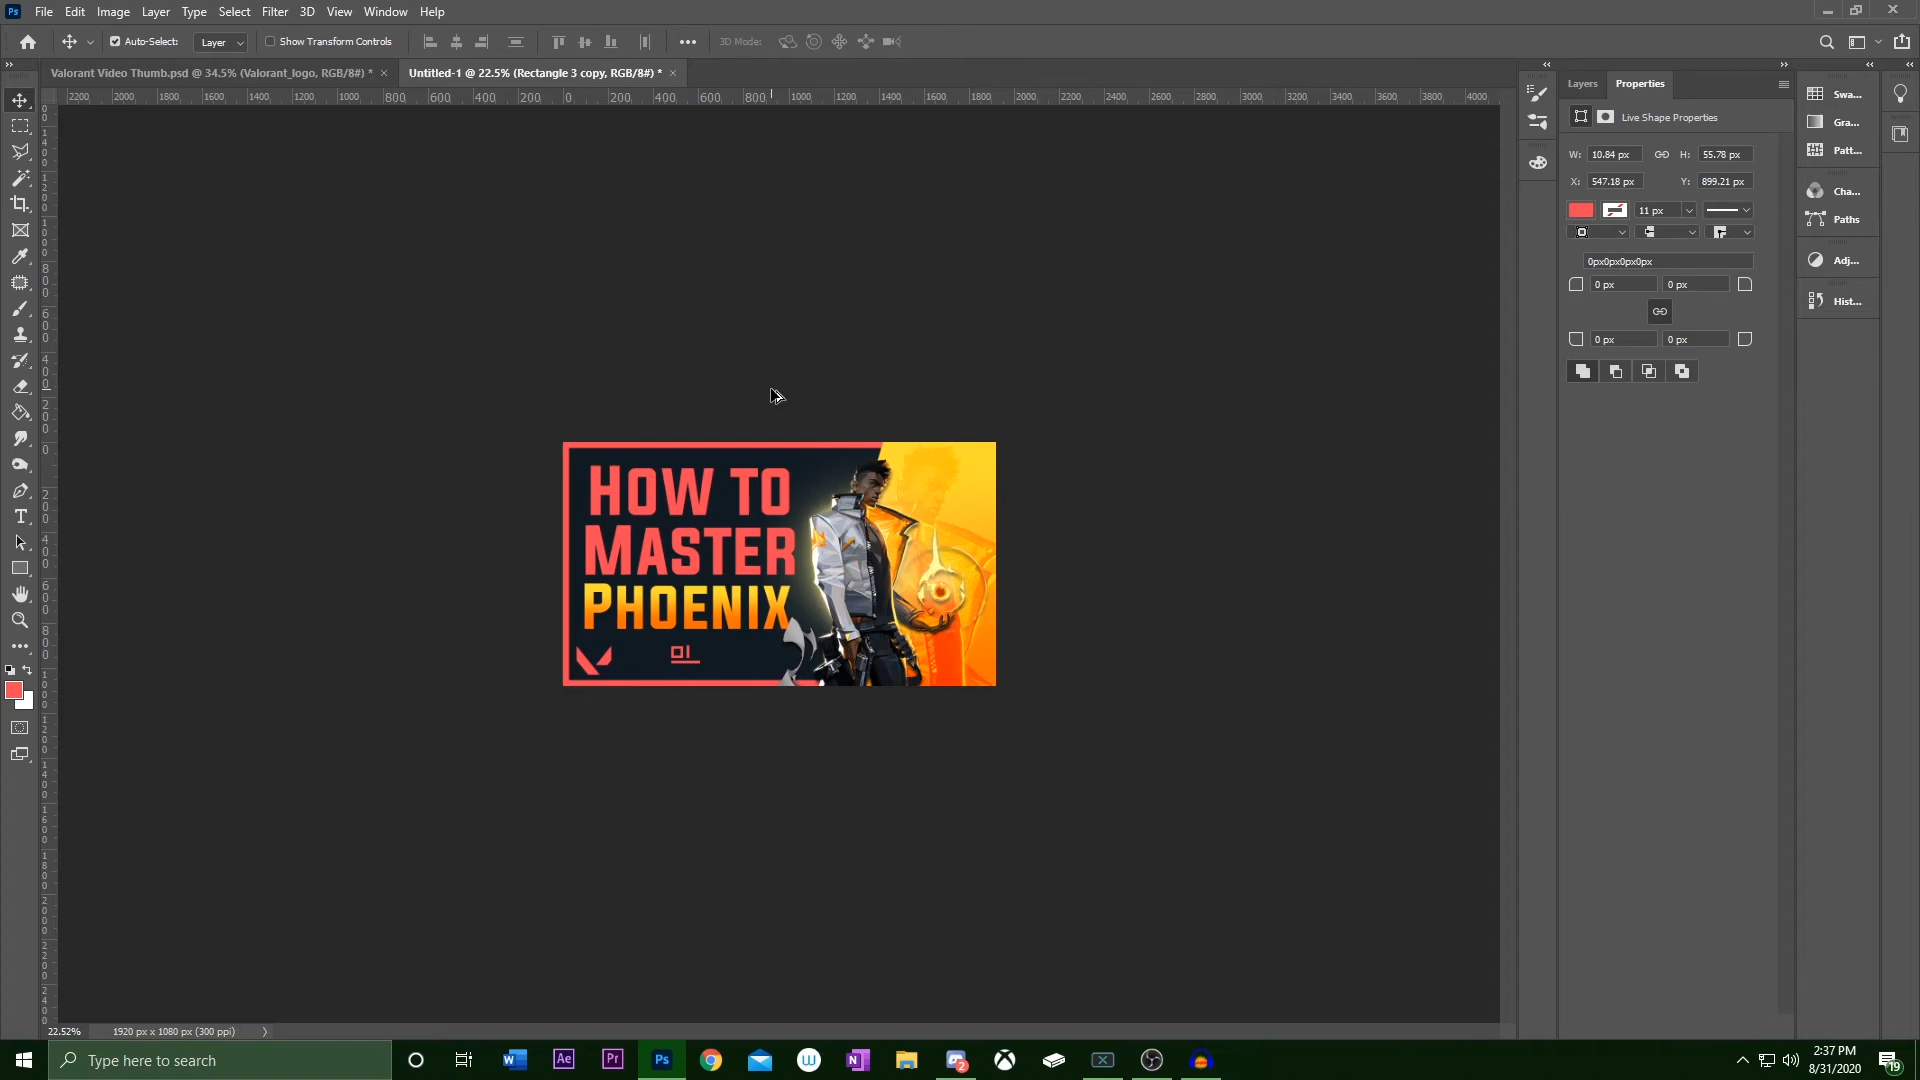 Ps File Edit Image Layer Type Select Filter 3D View Window Help
Auto-Select: Layer Show Transform Controls 3D Mode:
Valorant Video Thumb.psd @ 34.5% (Valorant_logo, RGB/8#) * × Untitled-1 @ 22.5% (Rectangle 3 copy, RGB/8#) * ×
2200 2000 1800 1600 1400 1200 1000 800 600 400 200 0 200 400 600 800 1000 1200 1400 1600 1800 2000 2200 2400 2600 2800 3000 3200 3400 3600 3800 4000
Layers Properties
Live Shape Properties
W: 10.84 px H: 55.78 px
X: 547.18 px Y: 899.21 px
11 px
0px0px0px0px
0 px 0 px
0 px 0 px
Swa...
Gra...
Patt...
Cha...
Paths
Adj...
Hist...
HOW TO
MASTER
PHOENIX
01
22.52% 1920 px x 1080 px (300 ppi)
Type here to search
Ae Pr Ps
2
2:37 PM
8/31/2020
19